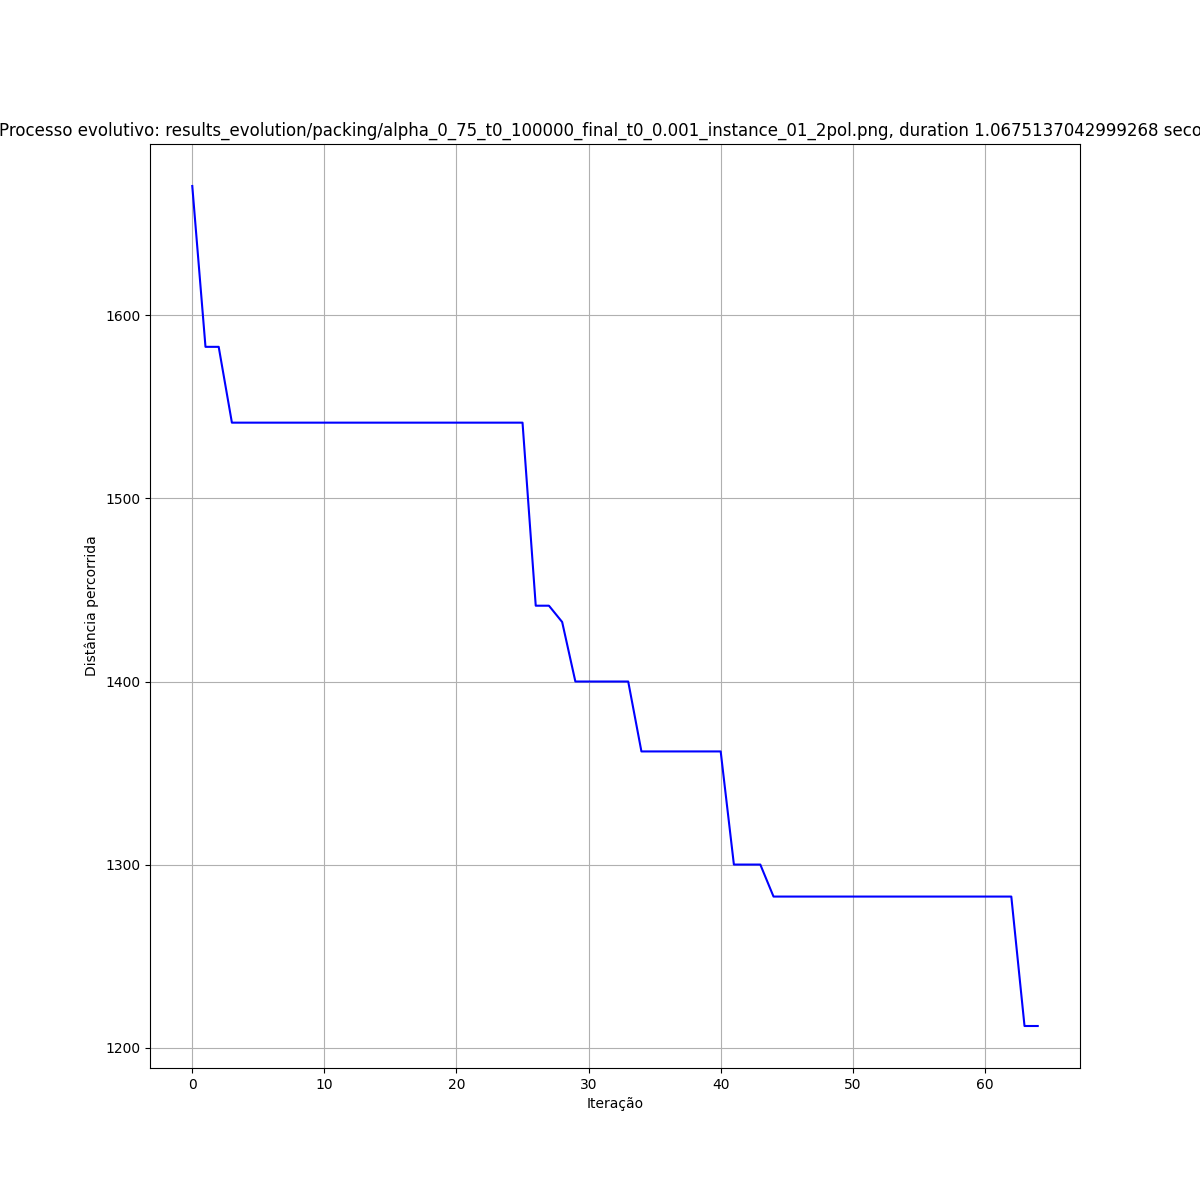 Processo evolutivo: results_evolution/packing/alpha_0_75_t0_100000_final_t0_0.001_instance_01_2pol.png, duration 1.0675137042999268 seco
1600
1500
1400
1300
1200
Distância percorrida
0 10 20 30 40 50 60
Iteração